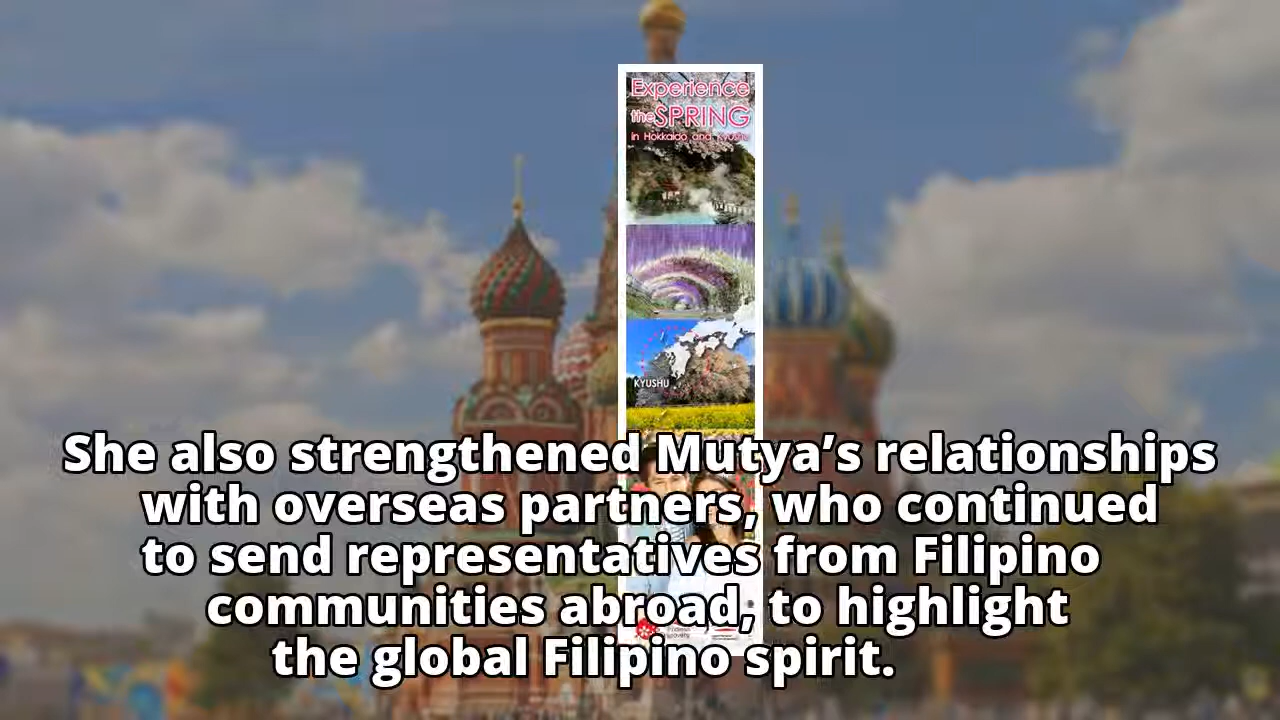 Experience
the SPRING
in Hokkaido and Kyushu
KYUSHU
She also strengthened Mutya’s relationships
with overseas partners, who continued
to send representatives from Filipino
communities abroad, to highlight
the global Filipino spirit.